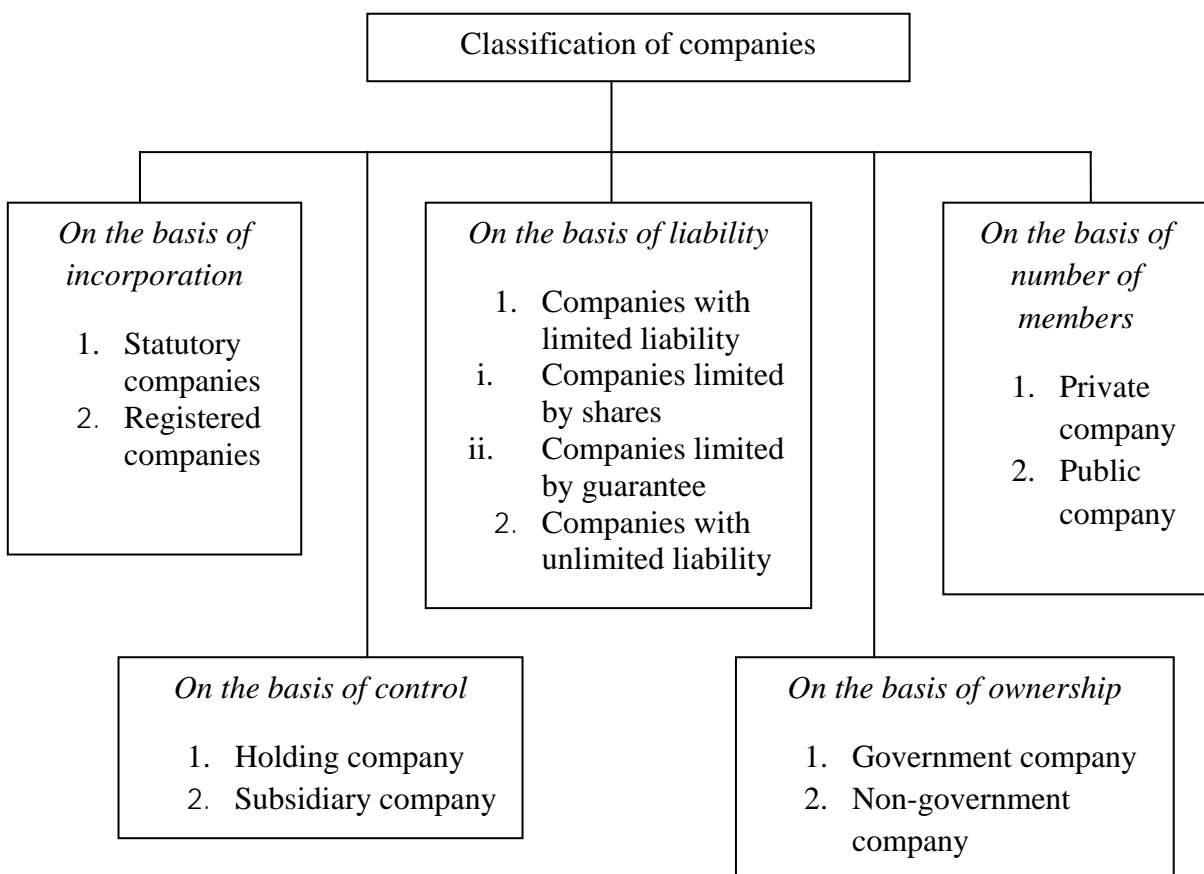 Classification of companies
On the basis of
incorporation
1. Statutory
companies
2. Registered
companies
On the basis of liability
1. Companies with
limited liability
i. Companies limited
by shares
ii. Companies limited
by guarantee
2. Companies with
unlimited liability
On the basis of
number of
members
1. Private
company
2. Public
company
On the basis of control
1. Holding company
2. Subsidiary company
On the basis of ownership
1. Government company
2. Non-government
company